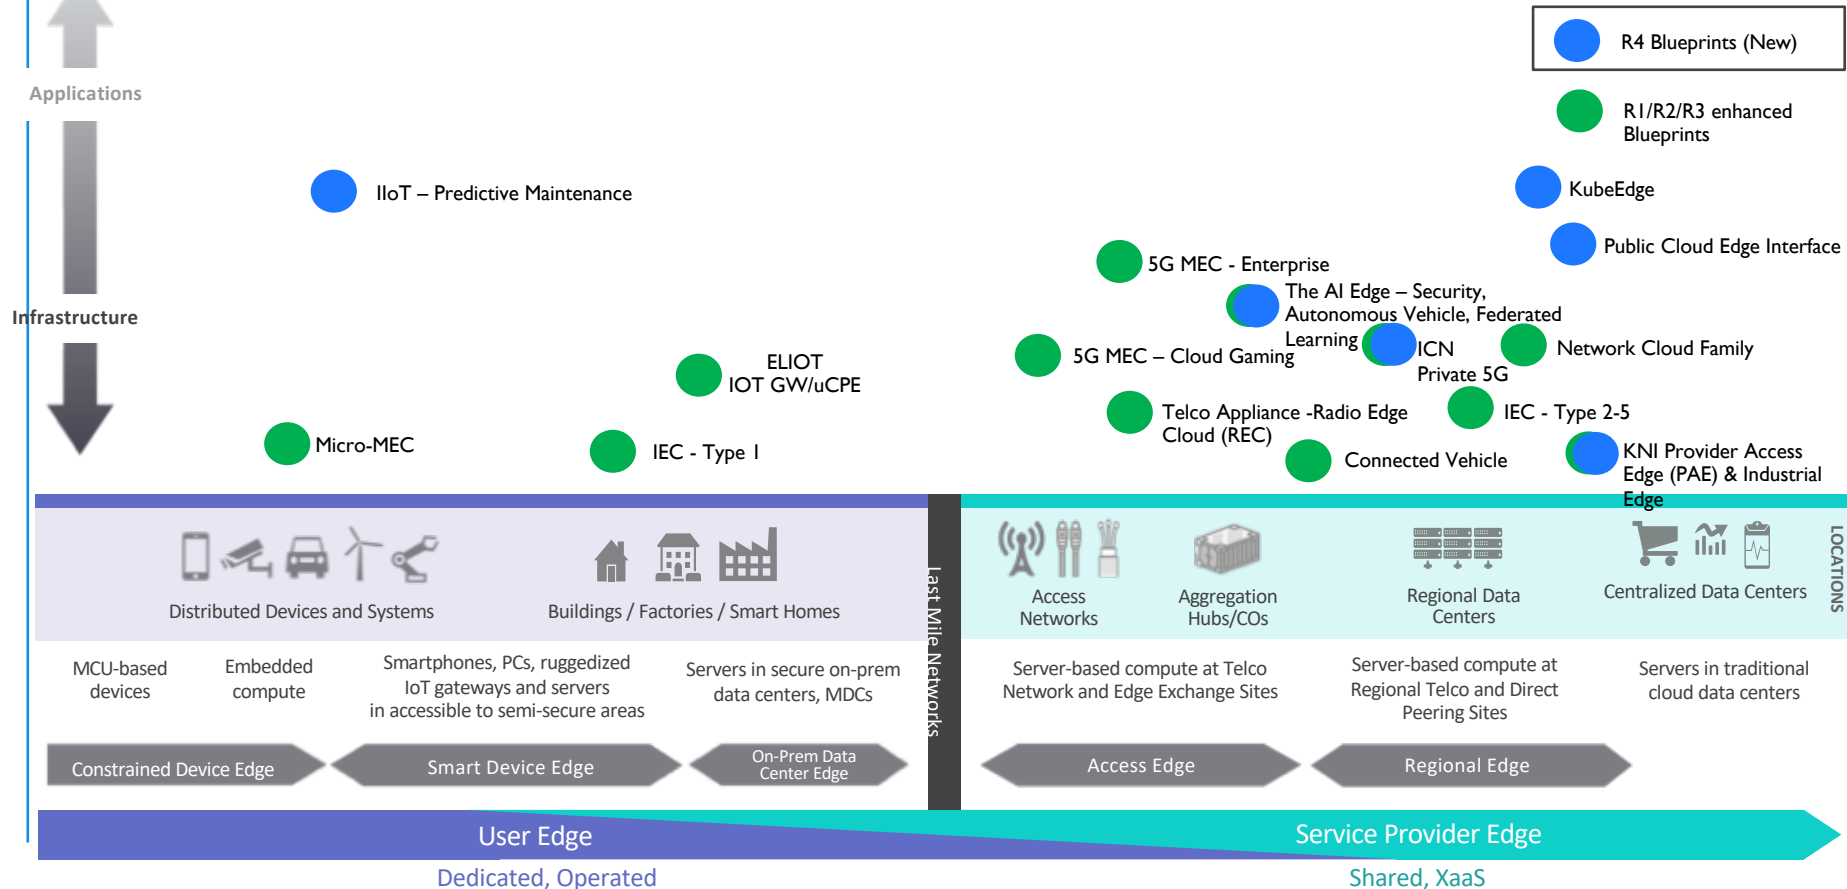 R4 Blueprints (New)
Applications
R1/R2/R3 enhanced
Blueprints
IIoT – Predictive Maintenance
KubeEdge
Public Cloud Edge Interface
5G MEC - Enterprise
The AI Edge – Security,
Autonomous Vehicle, Federated
Learning
Infrastructure
5G MEC – Cloud Gaming
ICN
Private 5G
Network Cloud Family
ELIOT
IOT GW/uCPE
Telco Appliance -Radio Edge
Cloud (REC)
IEC - Type 2-5
Micro-MEC
IEC - Type 1
Connected Vehicle
KNI Provider Access
Edge (PAE) & Industrial
Edge
Distributed Devices and Systems
Buildings / Factories / Smart Homes
Last Mile Networks
Access
Networks
Aggregation
Hubs/COs
Regional Data
Centers
Centralized Data Centers
LOCATIONS
MCU-based
devices
Embedded
compute
Smartphones, PCs, ruggedized
IoT gateways and servers
in accessible to semi-secure areas
Servers in secure on-prem
data centers, MDCs
Server-based compute at Telco
Network and Edge Exchange Sites
Server-based compute at
Regional Telco and Direct
Peering Sites
Servers in traditional
cloud data centers
Constrained Device Edge
Smart Device Edge
On-Prem Data
Center Edge
Access Edge
Regional Edge
User Edge
Service Provider Edge
Dedicated, Operated
Shared, XaaS